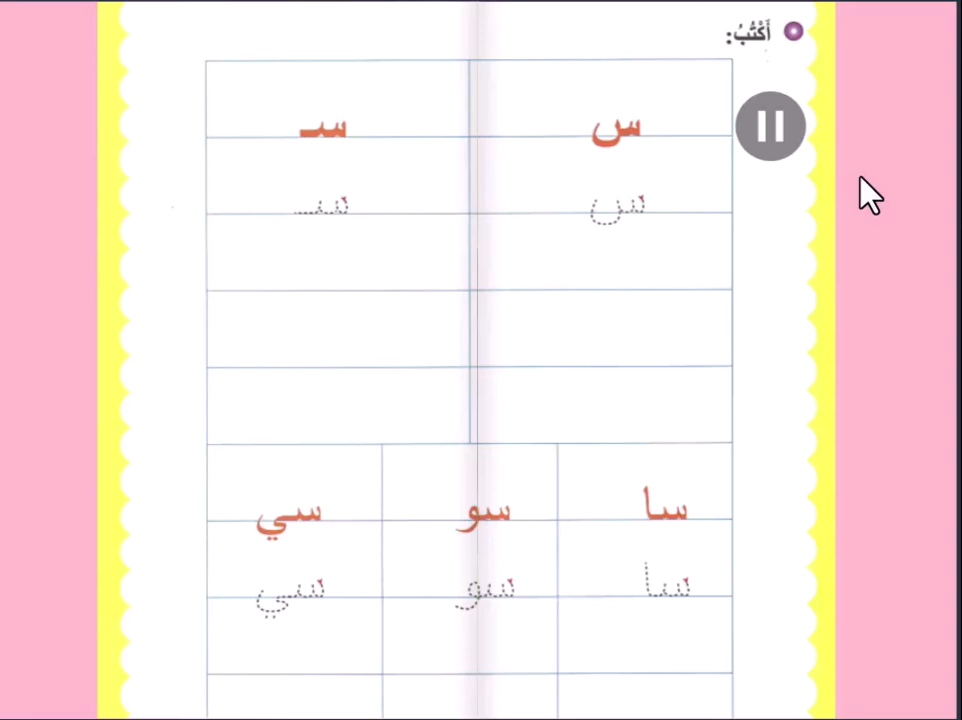 أَكْتُبُ:
س سـ
س سـ
سا سو سي
سا سو سي